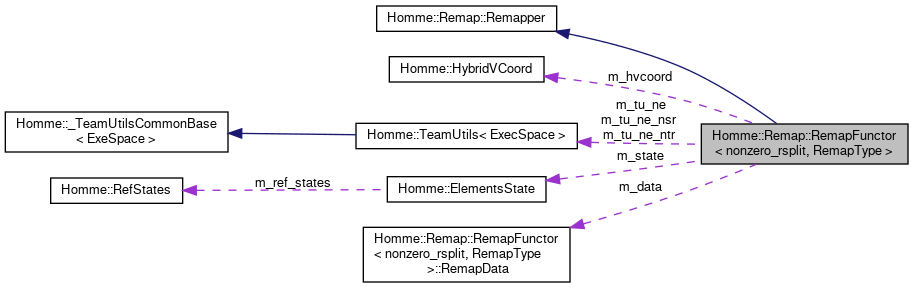 Homme::Remap::Remapper
Homme::HybridVCoord
m_hvcoord
Homme::_TeamUtilsCommonBase
< ExeSpace >
Homme::TeamUtils< ExecSpace >
m_tu_ne
m_tu_ne_nsr
m_tu_ne_ntr
Homme::Remap::RemapFunctor
< nonzero_rsplit, RemapType >
Homme::RefStates
m_ref_states
Homme::ElementsState
m_state
m_data
Homme::Remap::RemapFunctor
< nonzero_rsplit, RemapType
>::RemapData